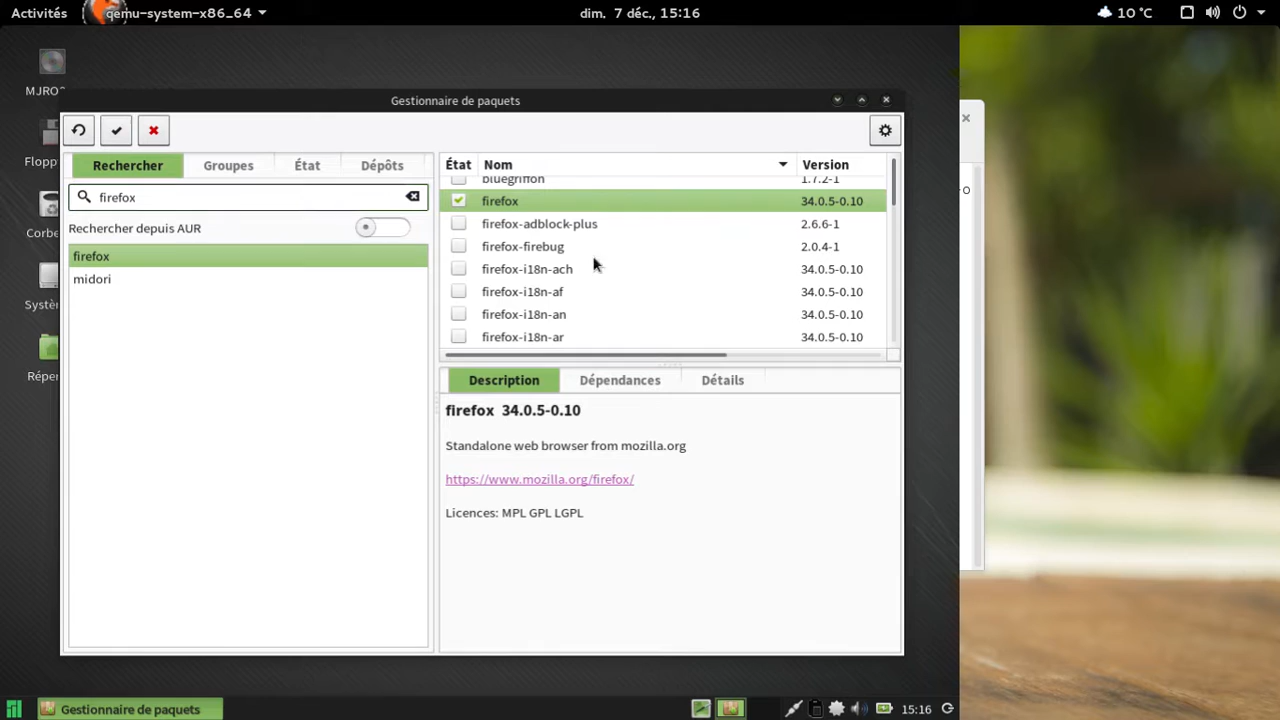 Activités qemu-system-x86_64 dim. 7 déc., 15:16 10 °C
Gestionnaire de paquets
Rechercher Groupes État Dépôts
firefox
Rechercher depuis AUR
firefox
midori
État Nom Version
bluegriffon 1.7.2-1
firefox 34.0.5-0.10
firefox-adblock-plus 2.6.6-1
firefox-firebug 2.0.4-1
firefox-i18n-ach 34.0.5-0.10
firefox-i18n-af 34.0.5-0.10
firefox-i18n-an 34.0.5-0.10
firefox-i18n-ar 34.0.5-0.10
Description Dépendances Détails
firefox 34.0.5-0.10
Standalone web browser from mozilla.org
https://www.mozilla.org/firefox/
Licences: MPL GPL LGPL
Flopp
Corbe
Systè
Réper
Gestionnaire de paquets 15:16